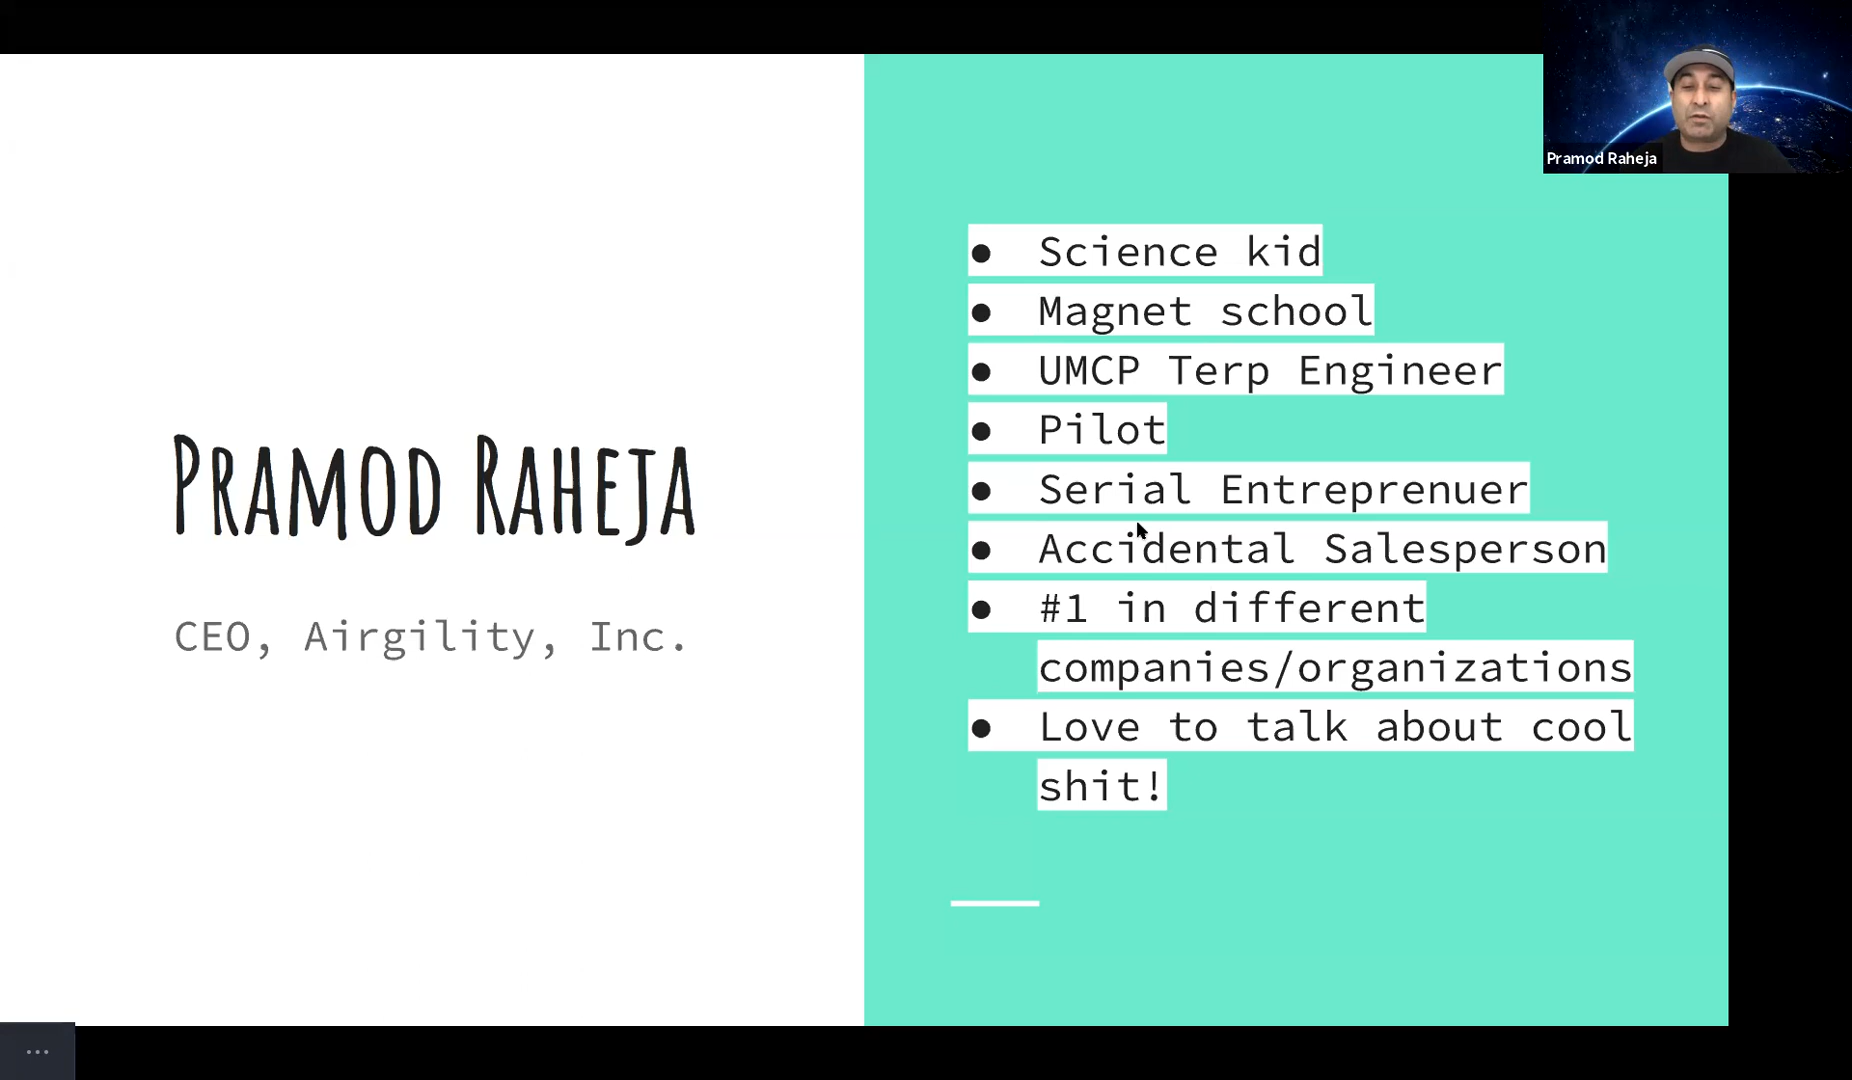 Pramod Raheja
PRAMOD RAHEJA
CEO, Airgility, Inc.
● Science kid
● Magnet school
● UMCP Terp Engineer
● Pilot
● Serial Entreprenuer
● Accidental Salesperson
● #1 in different
companies/organizations
● Love to talk about cool
shit!